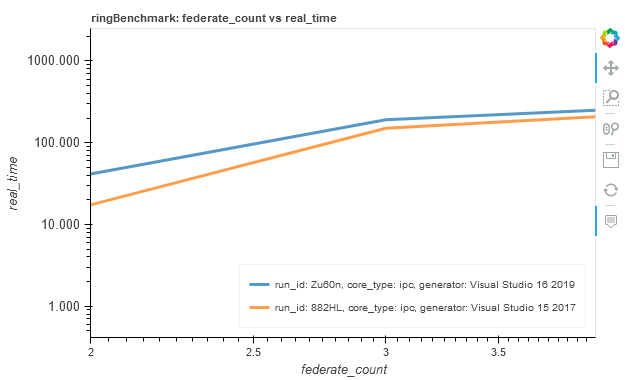 ringBenchmark: federate_count vs real_time
1000.000
100.000
10.000
1.000
real_time
run_id: Zu60n, core_type: ipc, generator: Visual Studio 16 2019
run_id: 882HL, core_type: ipc, generator: Visual Studio 15 2017
2
2.5
3
3.5
federate_count